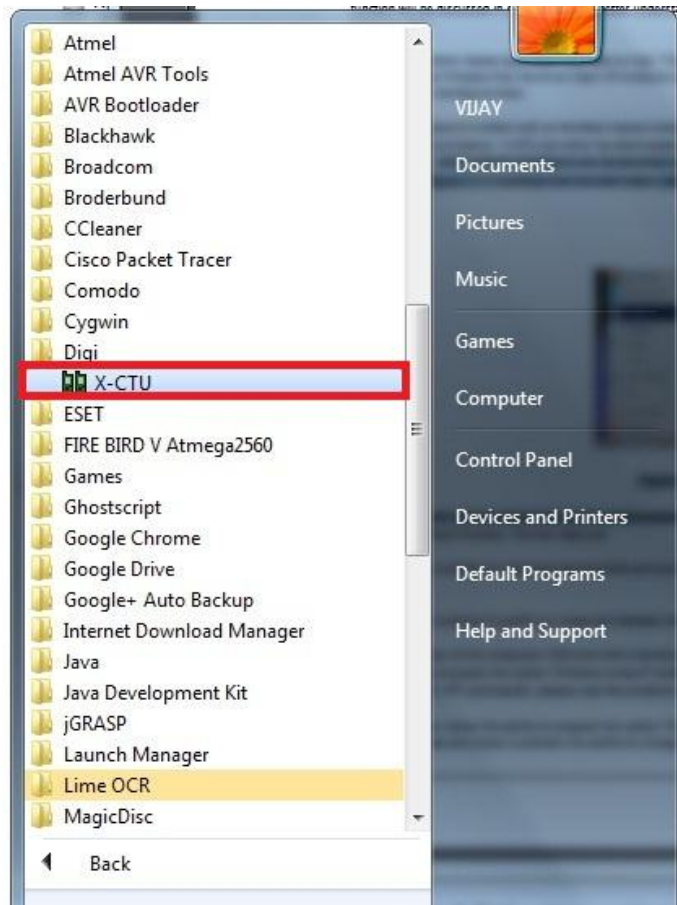 Atmel
Atmel AVR Tools
AVR Bootloader
Blackhawk
Broadcom
Broderbund
CCleaner
Cisco Packet Tracer
Comodo
Cygwin
Digi
X-CTU
ESET
FIRE BIRD V Atmega2560
Games
Ghostscript
Google Chrome
Google Drive
Google+ Auto Backup
Internet Download Manager
Java
Java Development Kit
jGRASP
Launch Manager
Lime OCR
MagicDisc
Back
VIJAY
Documents
Pictures
Music
Games
Computer
Control Panel
Devices and Printers
Default Programs
Help and Support